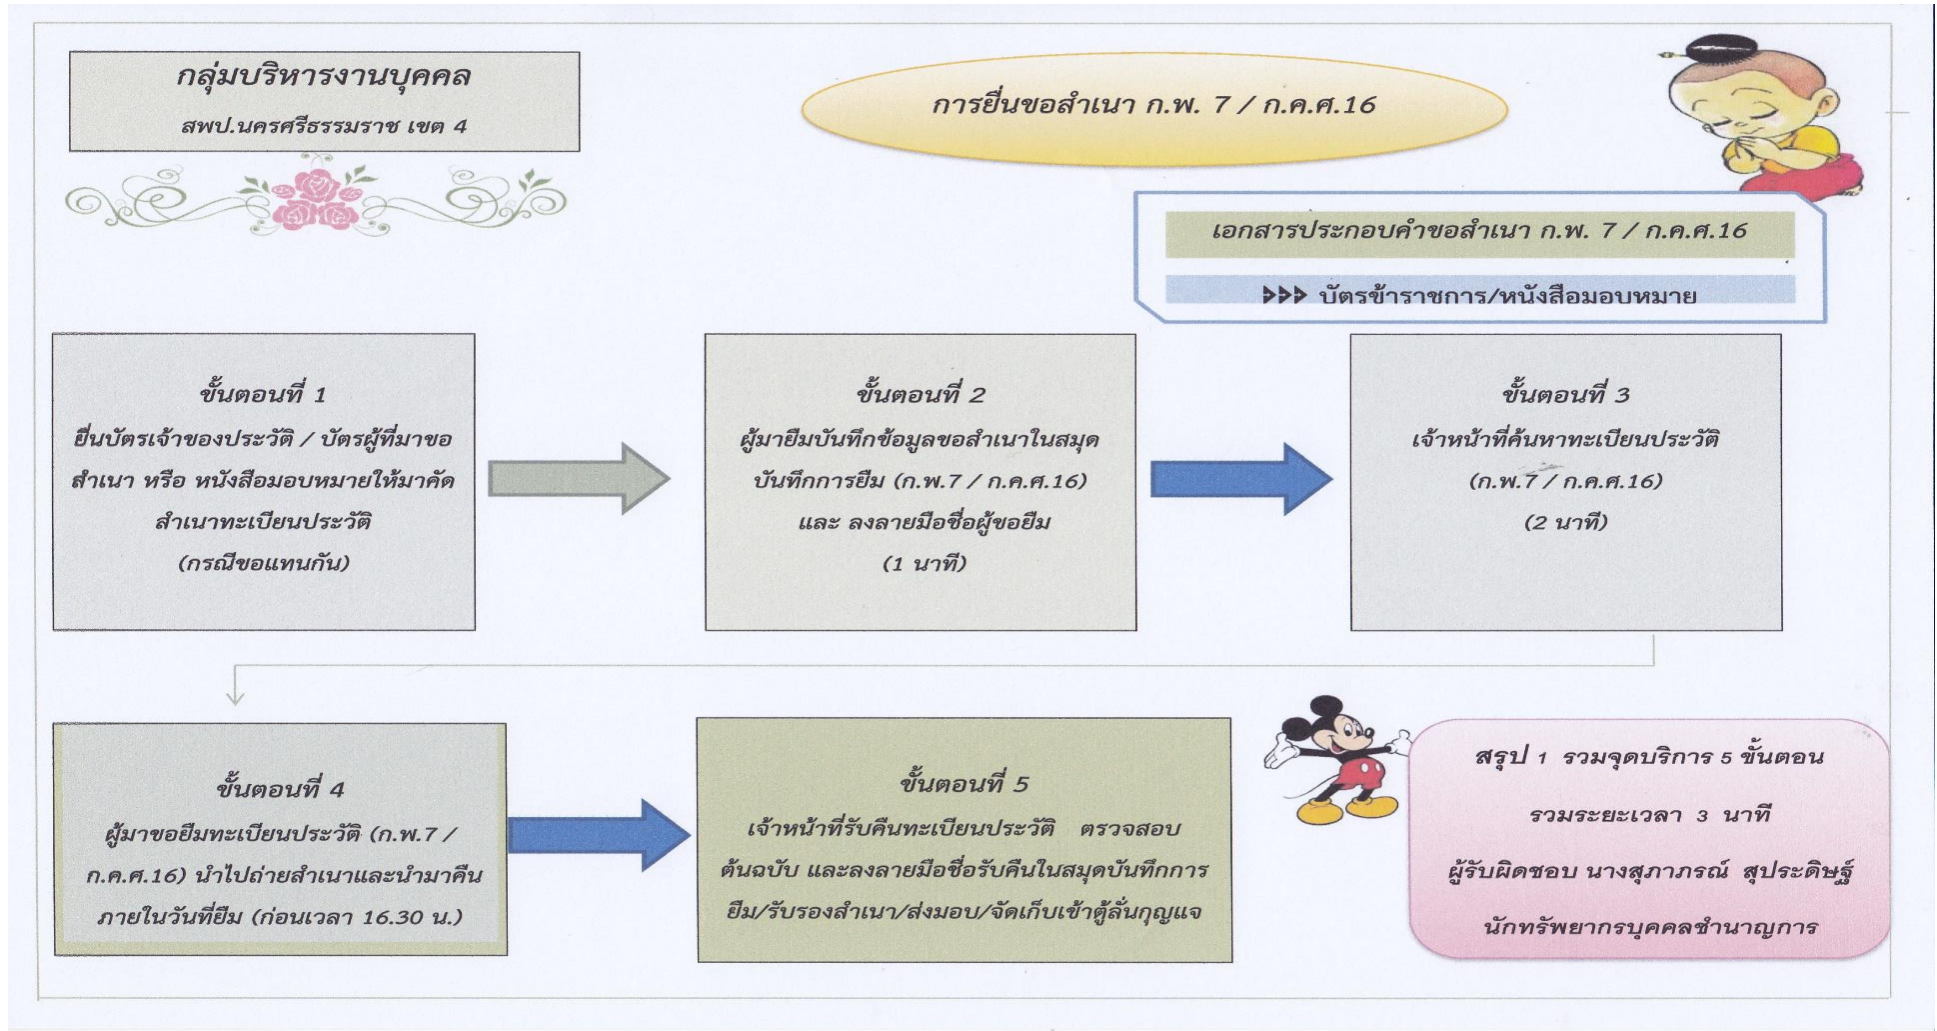 กลุ่มบริหารงานบุคคล
สพป.นครศรีธรรมราช เขต 4
การยื่นขอสำเนา ก.พ. 7 / ก.ค.ศ.16
เอกสารประกอบคำขอสำเนา ก.พ. 7 / ก.ค.ศ.16
บัตรข้าราชการ/หนังสือมอบหมาย
ขั้นตอนที่ 1
ยื่นบัตรเจ้าของประวัติ / บัตรผู้ที่มาขอ
สำเนา หรือ หนังสือมอบหมายให้มาคัด
สำเนาทะเบียนประวัติ
(กรณีขอแทนกัน)
ขั้นตอนที่ 2
ผู้มายืมบันทึกข้อมูลขอสำเนาในสมุด
บันทึกการยืม (ก.พ.7 / ก.ค.ศ.16)
และ ลงลายมือชื่อผู้ขอยืม
(1 นาที)
ขั้นตอนที่ 3
เจ้าหน้าที่ค้นหาทะเบียนประวัติ
(ก.พ.7 / ก.ค.ศ.16)
(2 นาที)
ขั้นตอนที่ 4
ผู้มาขอยืมทะเบียนประวัติ (ก.พ.7 /
ก.ค.ศ.16) นำไปถ่ายสำเนาและนำมาคืน
ภายในวันที่ยืม (ก่อนเวลา 16.30 น.)
ขั้นตอนที่ 5
เจ้าหน้าที่รับคืนทะเบียนประวัติ ตรวจสอบ
ต้นฉบับ และลงลายมือชื่อรับคืนในสมุดบันทึกการ
ยืม/รับรองสำเนา/ส่งมอบ/จัดเก็บเข้าตู้ลั่นกุญแจ
สรุป 1 รวมจุดบริการ 5 ขั้นตอน
รวมระยะเวลา 3 นาที
ผู้รับผิดชอบ นางสุภาภรณ์ สุประดิษฐ์
นักทรัพยากรบุคคลชำนาญการ